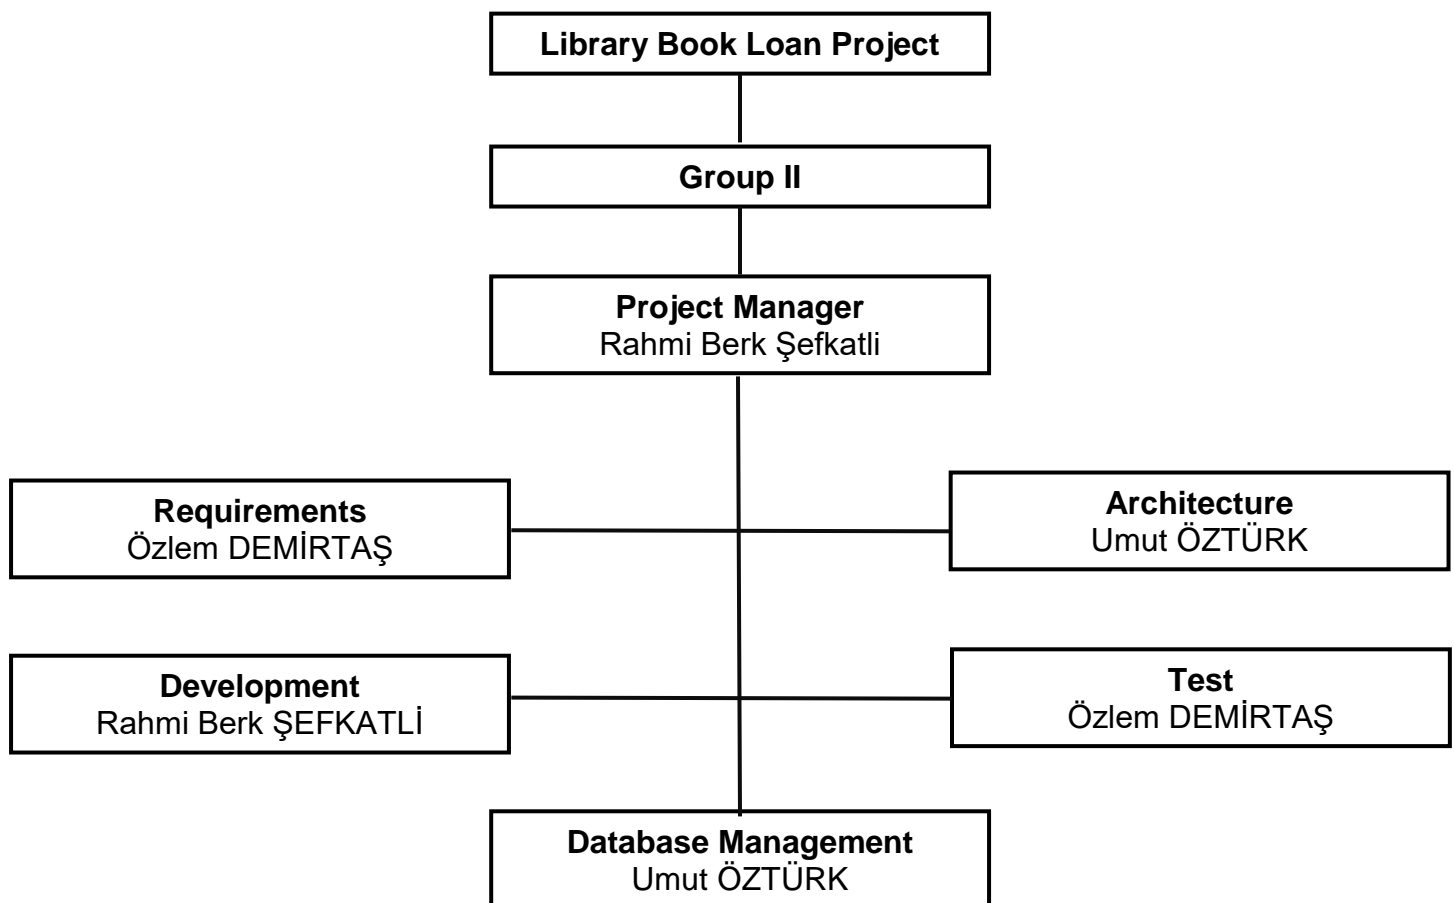 Library Book Loan Project
Group II
Project Manager
Rahmi Berk Şefkatli
Requirements
Özlem DEMİRTAŞ
Architecture
Umut ÖZTÜRK
Development
Rahmi Berk ŞEFKATLİ
Test
Özlem DEMİRTAŞ
Database Management
Umut ÖZTÜRK